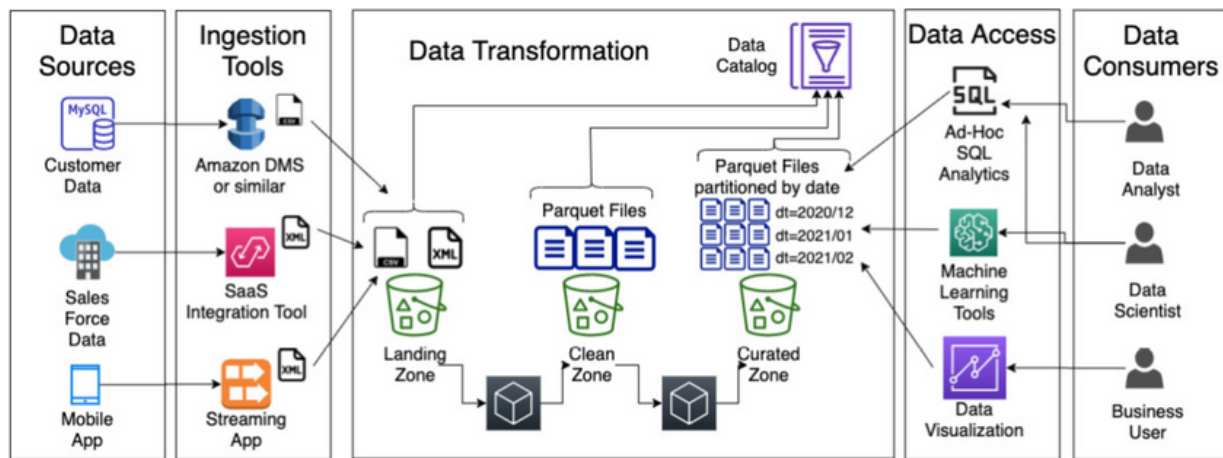 Data
Sources
MySQL
Customer
Data
Sales
Force
Data
Mobile
App
Ingestion
Tools
CSV
Amazon DMS
or similar
XML
SaaS
Integration Tool
XML
Streaming
App
Data Transformation
Data
Catalog
CSV
XML
Landing
Zone
Parquet Files
Clean
Zone
Parquet Files
partitioned by date
dt=2020/12
dt=2021/01
dt=2021/02
Curated
Zone
Data Access
SQL
Ad-Hoc
SQL
Analytics
Machine
Learning
Tools
Data
Visualization
Data
Consumers
Data
Analyst
Data
Scientist
Business
User